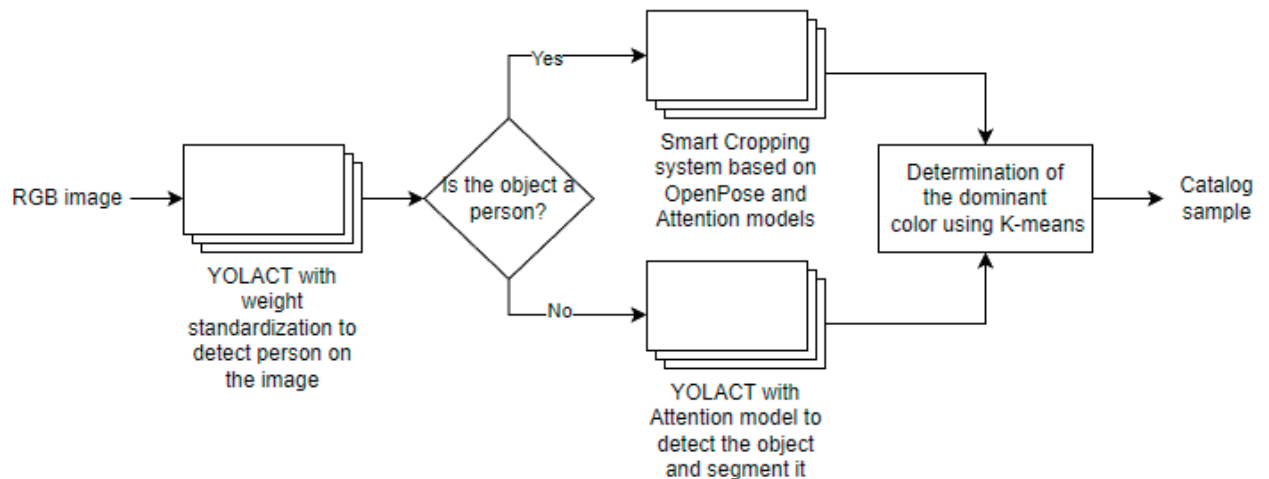 RGB image
YOLACT with
weight
standardization to
detect person on
the image
Is the object a
person?
Yes
No
Smart Cropping
system based on
OpenPose and
Attention models
YOLACT with
Attention model to
detect the object
and segment it
Determination of
the dominant
color using K-means
Catalog
sample